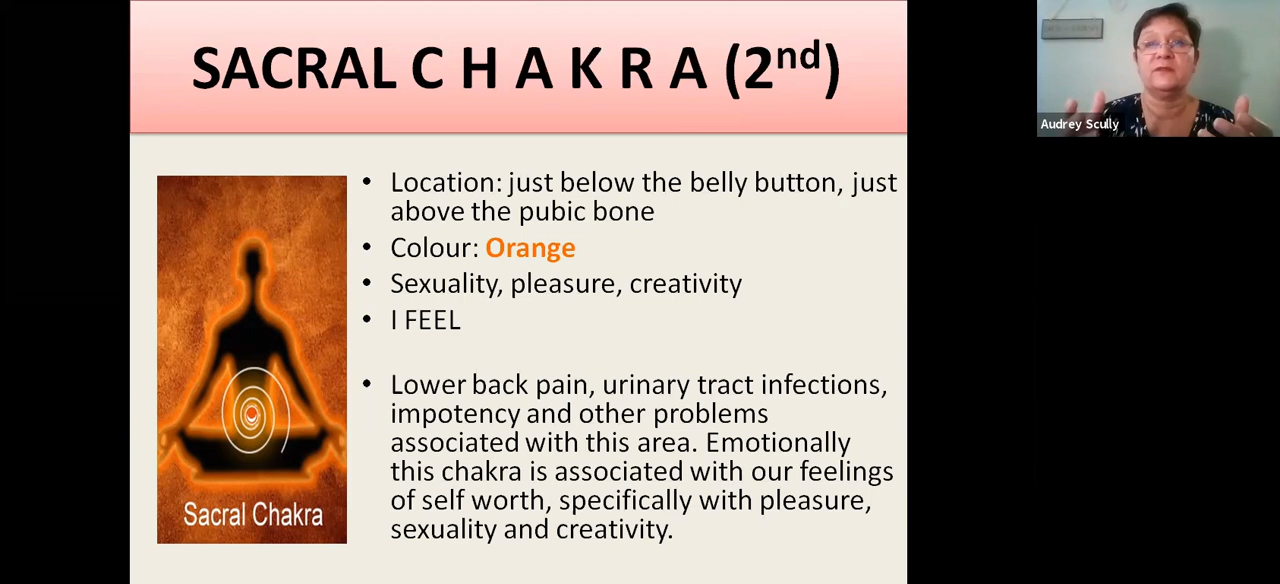 SACRAL C H A K R A (2nd)
Audrey Scully
• Location: just below the belly button, just
above the pubic bone
• Colour: Orange
• Sexuality, pleasure, creativity
• I FEEL
• Lower back pain, urinary tract infections,
impotency and other problems
associated with this area. Emotionally
this chakra is associated with our feelings
of self worth, specifically with pleasure,
sexuality and creativity.
Sacral Chakra